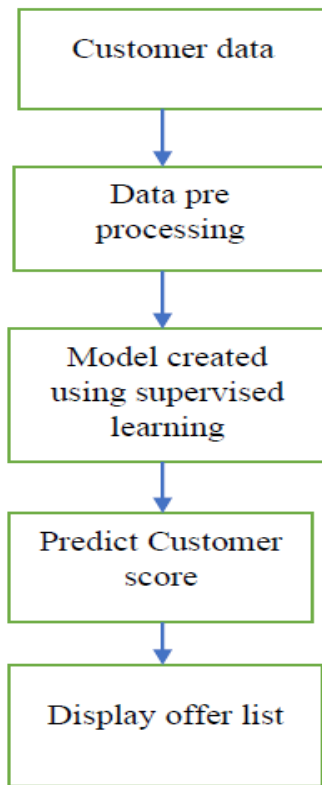 Customer data
Data pre
processing
Model created
using supervised
learning
Predict Customer
score
Display offer list